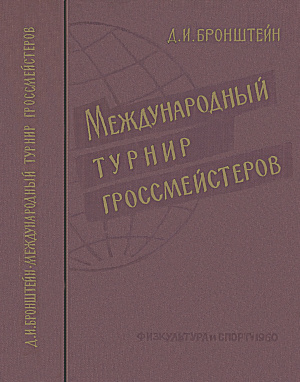 Д.И.БРОНШТЕЙН·МЕЖДУНАРОДНЫЙ ТУРНИР ГРОССМЕЙСТЕРОВ
Д.И.БРОНШТЕЙН
МЕЖДУНАРОДНЫЙ
ТУРНИР
ГРОССМЕЙСТЕРОВ
ФИЗКУЛЬТУРА и СПОРТ·1960